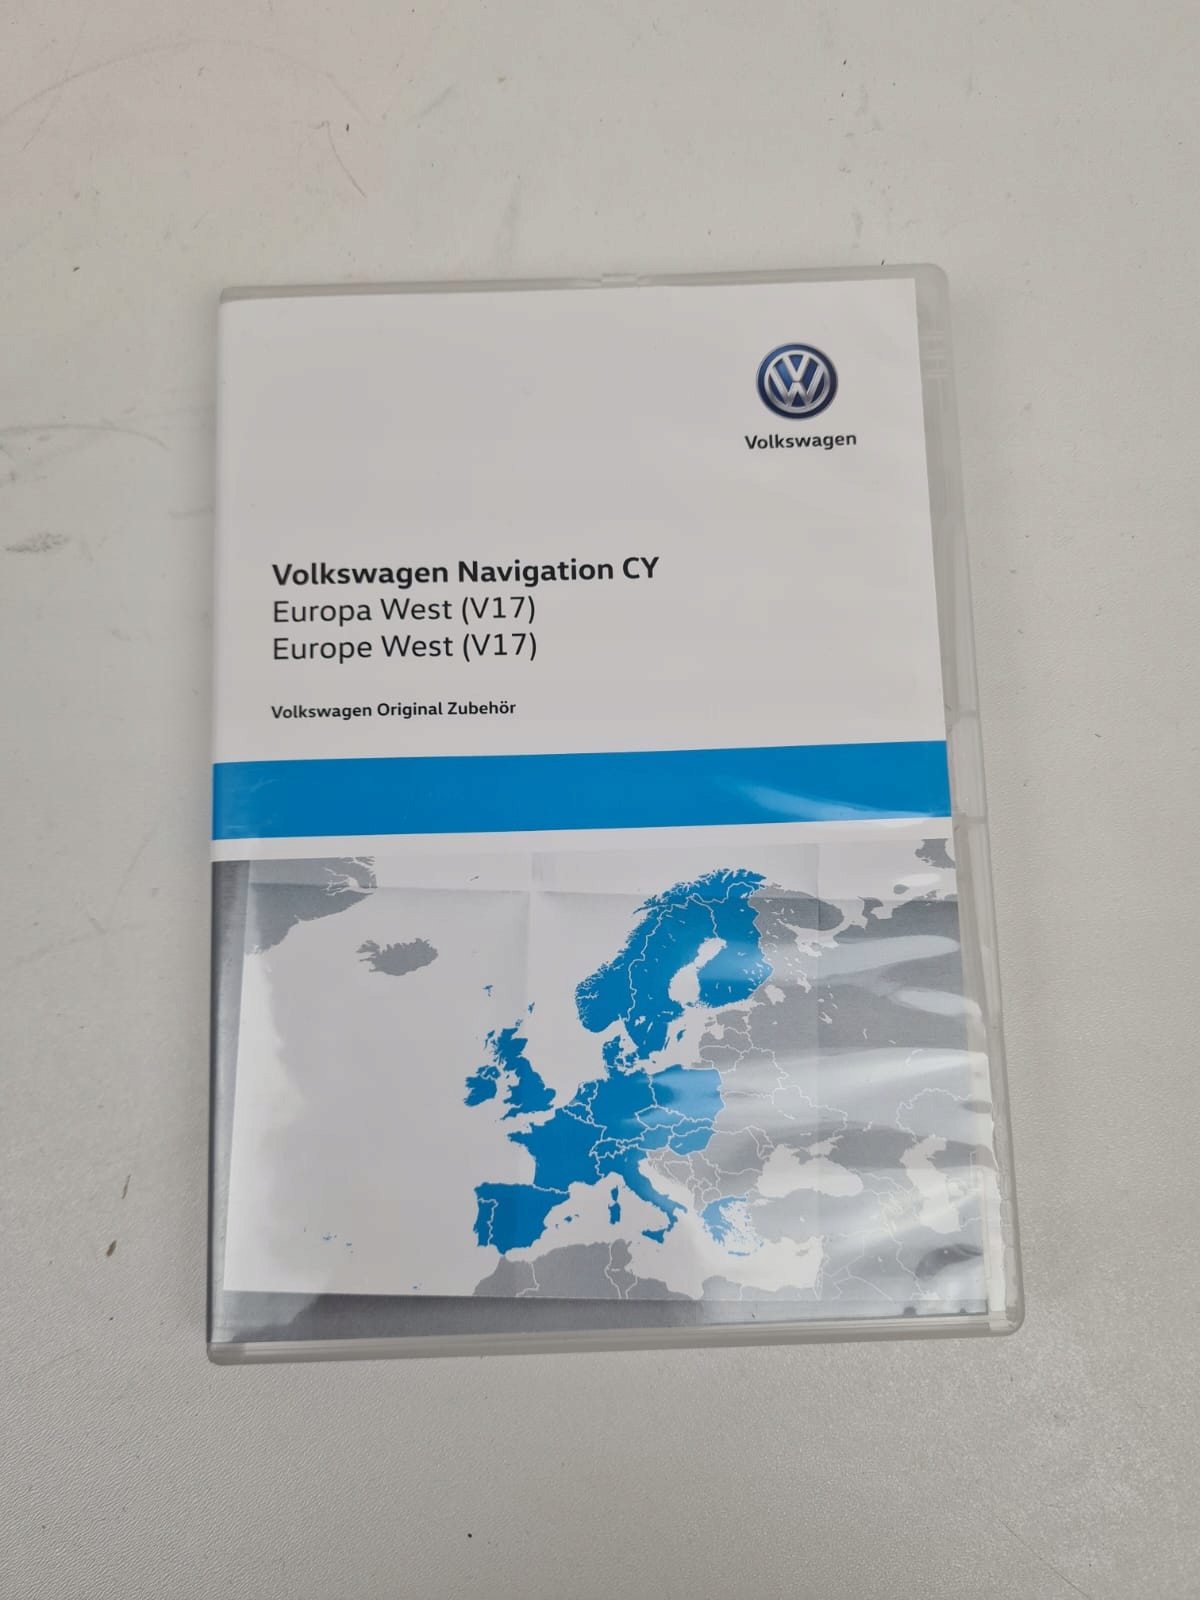 Volkswagen
Volkswagen Navigation CY
Europa West (V17)
Europe West (V17)
Volkswagen Original Zubehör